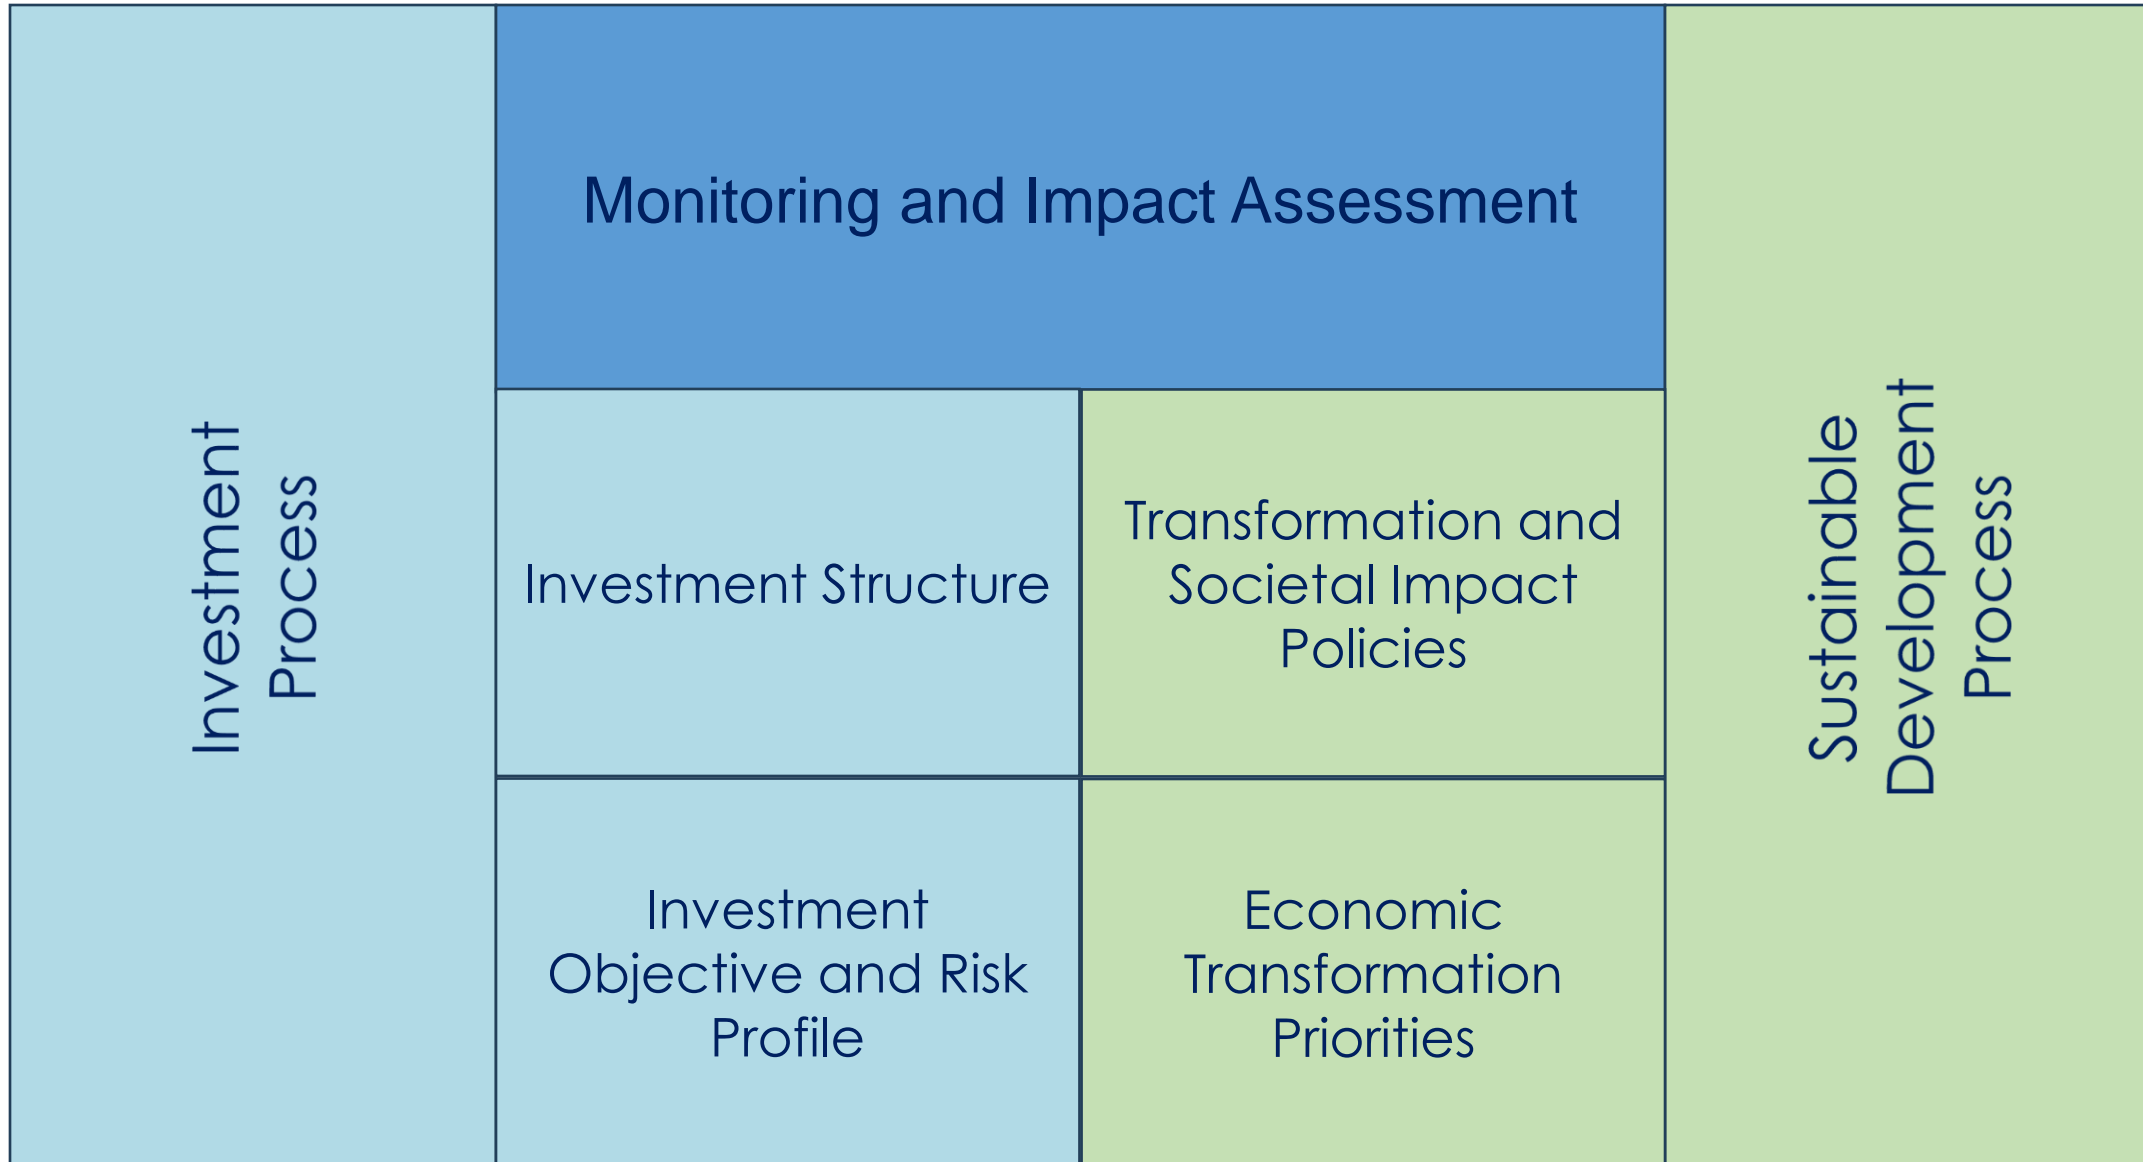 Investment
Process
Monitoring and Impact Assessment
Investment Structure
Transformation and
Societal Impact
Policies
Investment
Objective and Risk
Profile
Economic
Transformation
Priorities
Sustainable
Development
Process